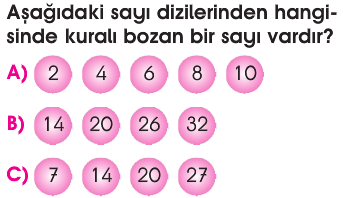 Aşağıdaki sayı dizilerinden hangi-
sinde kuralı bozan bir sayı vardır?
A) 2 4 6 8 10
B) 14 20 26 32
C) 7 14 20 27